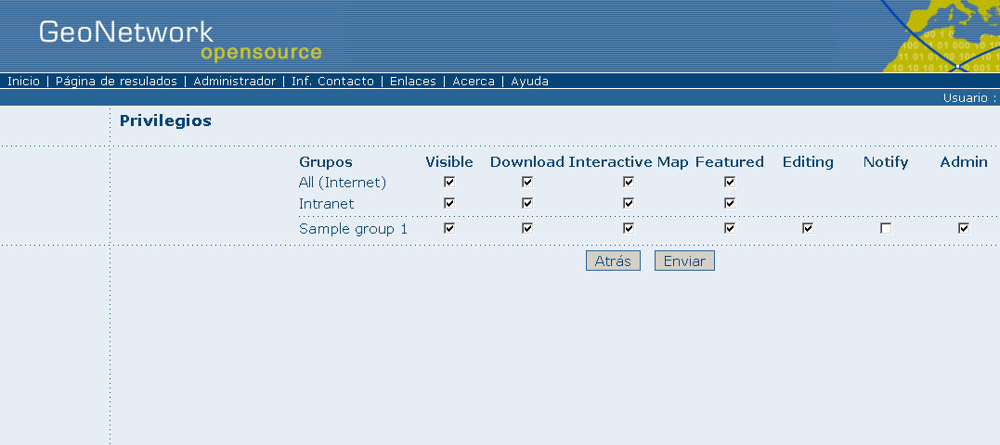 GeoNetwork
opensource
Inicio | Página de resulados | Administrador | Inf. Contacto | Enlaces | Acerca | Ayuda
Usuario :
Privilegios
Grupos Visible Download Interactive Map Featured Editing Notify Admin
All (Internet)
Intranet
Sample group 1
Atrás Enviar